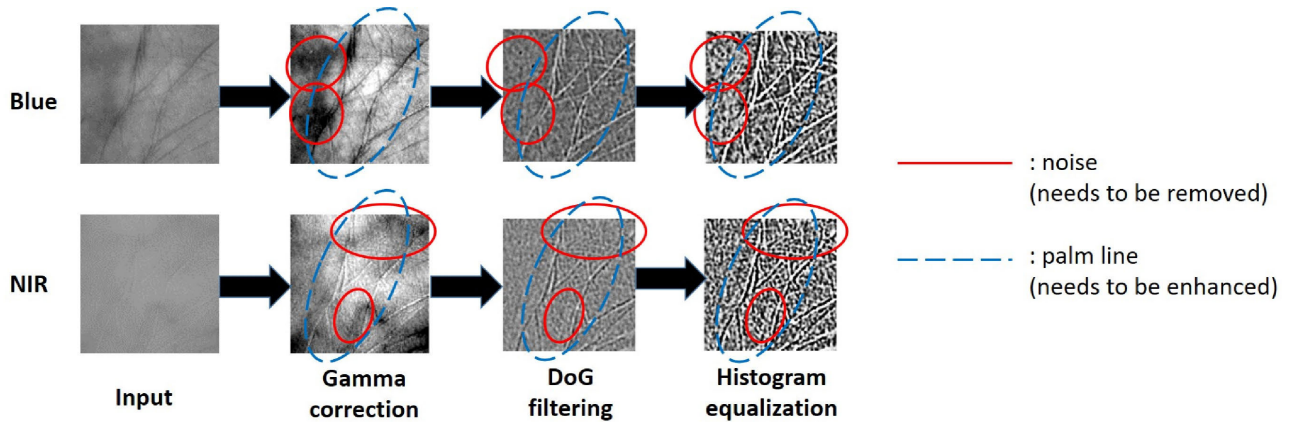 Blue
NIR
Input
Gamma
correction
DoG
filtering
Histogram
equalization
: noise
(needs to be removed)
: palm line
(needs to be enhanced)